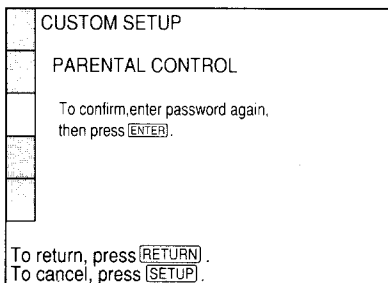 CUSTOM SETUP
PARENTAL CONTROL
To confirm,enter password again,
then press ENTER.
To return, press RETURN.
To cancel, press SETUP.